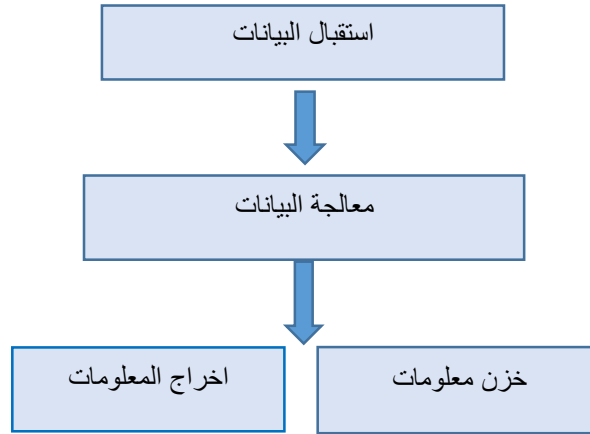 استقبال البيانات
معالجة البيانات
خزن معلومات
اخراج المعلومات